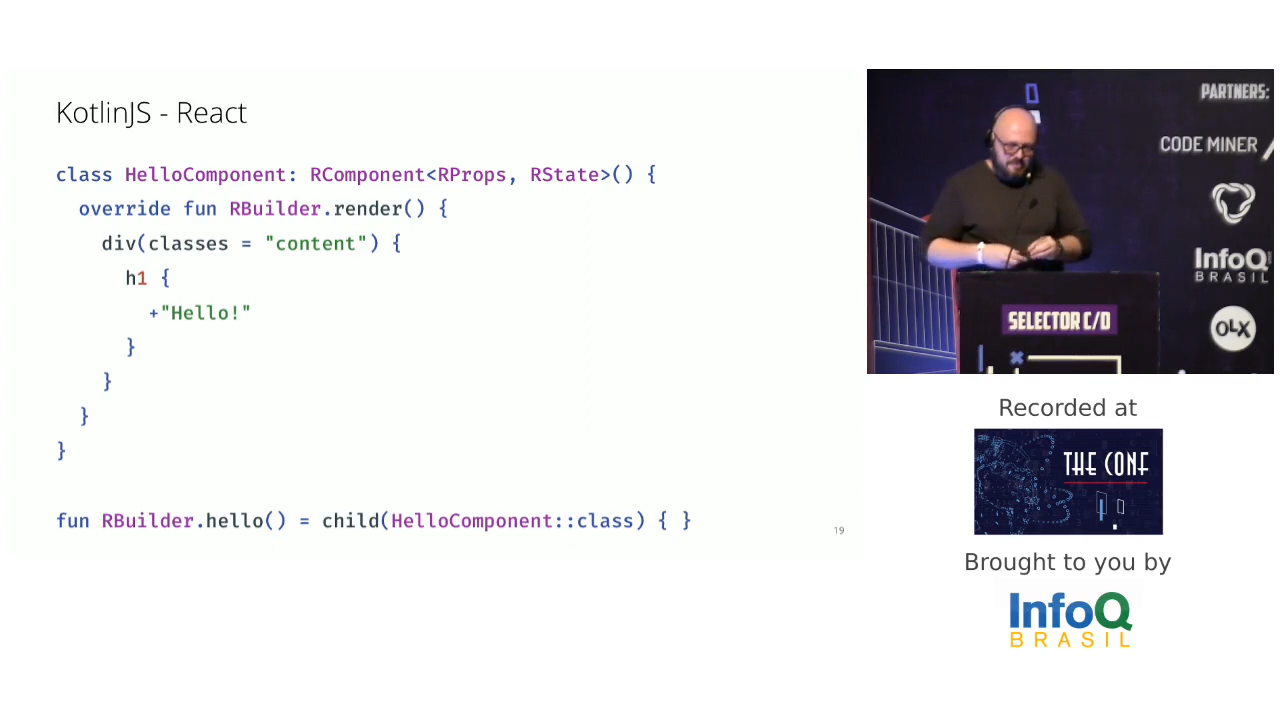 KotlinJS - React
class HelloComponent: RComponent<RProps, RState>() {
  override fun RBuilder.render() {
    div(classes = "content") {
      h1 {
        +"Hello!"
      }
    }
  }
}
fun RBuilder.hello() = child(HelloComponent::class) { }
19
PARTNERS:
CODE MINER
InfoQ
BRASIL
OLX
SELECTOR C/D
Recorded at
THE CONF
Brought to you by
InfoQ
BRASIL